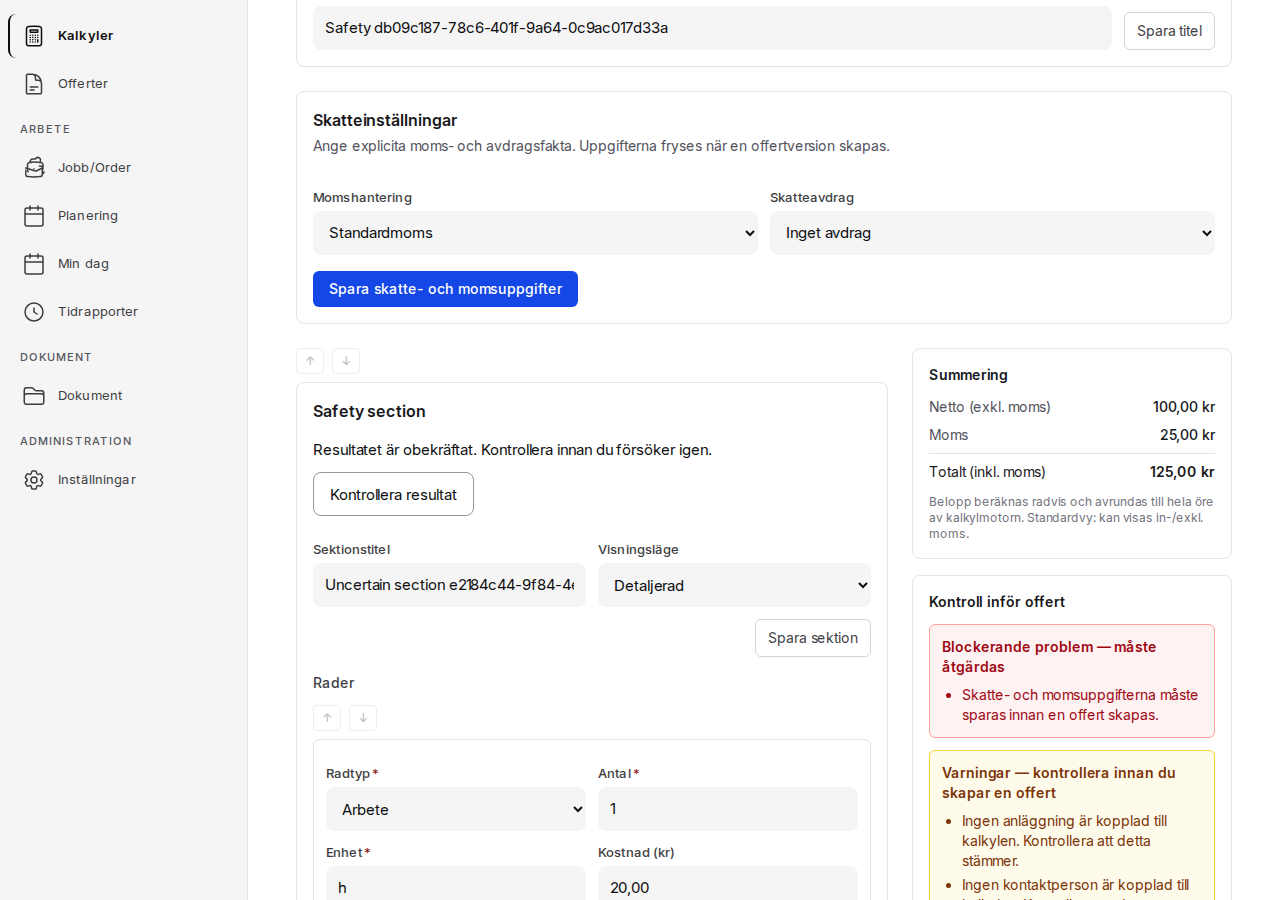 Kalkyler
Offerter
ARBETE
Jobb/Order
Planering
Min dag
Tidrapporter
DOKUMENT
Dokument
ADMINISTRATION
Inställningar
Safety db09c187-78c6-401f-9a64-0c9ac017d33a
Spara titel
Skatteinställningar
Ange explicita moms- och avdragsfakta. Uppgifterna fryses när en offertversion skapas.
Momshantering
Skatteavdrag
Standardmoms
Inget avdrag
Spara skatte- och momsuppgifter
↑ ↓
Safety section
Resultatet är obekräftat. Kontrollera innan du försöker igen.
Kontrollera resultat
Sektionstitel
Visningsläge
Uncertain section e2184c44-9f84-4
Detaljerad
Spara sektion
Rader
↑ ↓
Radtyp *
Antal *
Arbete
1
Enhet *
Kostnad (kr)
h
20,00
Summering
Netto (exkl. moms) 100,00 kr
Moms 25,00 kr
Totalt (inkl. moms) 125,00 kr
Belopp beräknas radvis och avrundas till hela öre
av kalkylmotorn. Standardvy: kan visas in-/exkl.
moms.
Kontroll inför offert
Blockerande problem — måste
åtgärdas
• Skatte- och momsuppgifterna måste
sparas innan en offert skapas.
Varningar — kontrollera innan du
skapar en offert
• Ingen anläggning är kopplad till
kalkylen. Kontrollera att detta
stämmer.
• Ingen kontaktperson är kopplad till